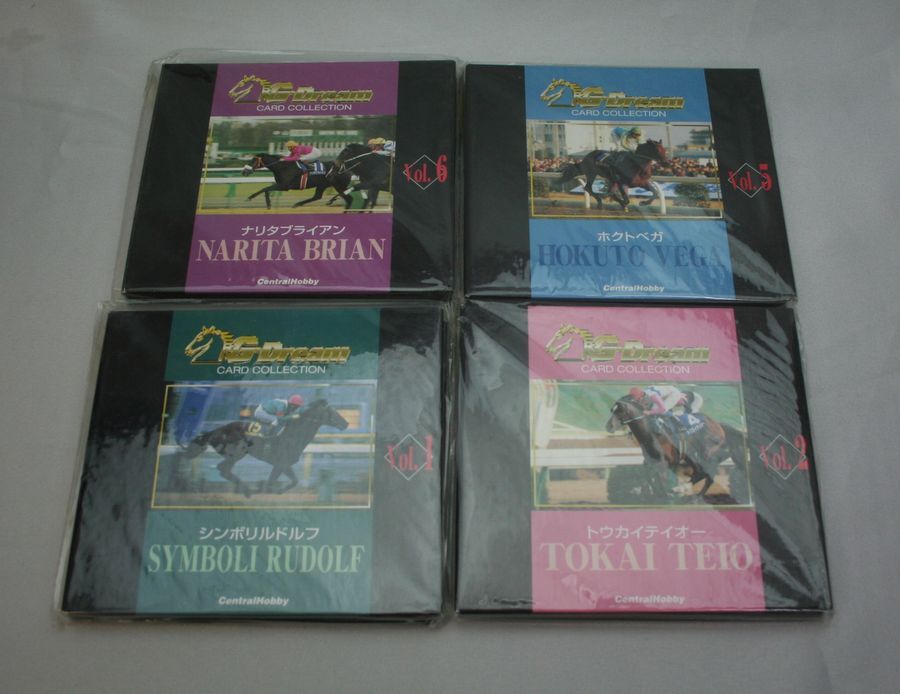 G-Dream
CARD COLLECTION
Vol. 6
ナリタブライアン
NARITA BRIAN
CentralHobby
G-Dream
CARD COLLECTION
Vol. 5
ホクトベガ
HOKUTO VEGA
CentralHobby
G-Dream
CARD COLLECTION
Vol. 1
シンボリルドルフ
SYMBOLI RUDOLF
CentralHobby
G-Dream
CARD COLLECTION
Vol. 2
トウカイテイオー
TOKAI TEIO
CentralHobby